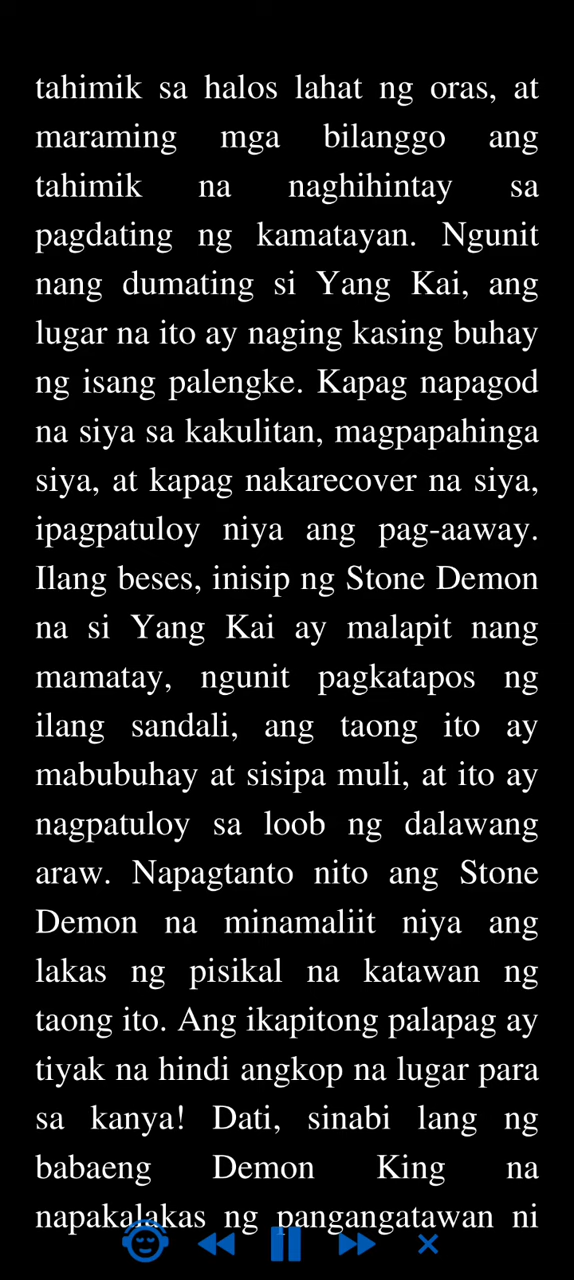 tahimik sa halos lahat ng oras, at
maraming mga bilanggo ang
tahimik na naghihintay sa
pagdating ng kamatayan. Ngunit
nang dumating si Yang Kai, ang
lugar na ito ay naging kasing buhay
ng isang palengke. Kapag napagod
na siya sa kakulitan, magpapahinga
siya, at kapag nakarecover na siya,
ipagpatuloy niya ang pag-aaway.
Ilang beses, inisip ng Stone Demon
na si Yang Kai ay malapit nang
mamatay, ngunit pagkatapos ng
ilang sandali, ang taong ito ay
mabubuhay at sisipa muli, at ito ay
nagpatuloy sa loob ng dalawang
araw. Napagtanto nito ang Stone
Demon na minamaliit niya ang
lakas ng pisikal na katawan ng
taong ito. Ang ikapitong palapag ay
tiyak na hindi angkop na lugar para
sa kanya! Dati, sinabi lang ng
babaeng Demon King na
napakalakas ng pangangatawan ni